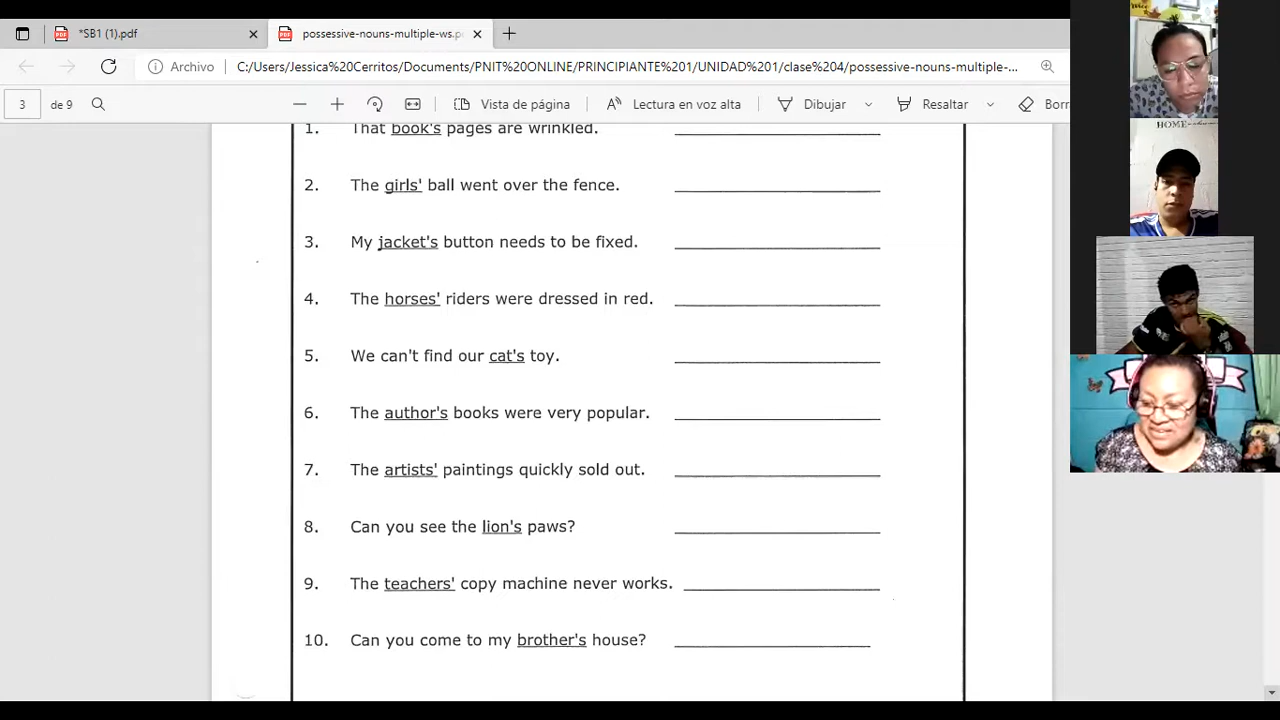 *SB1 (1).pdf
possessive-nouns-multiple-ws.p
Archivo
C:/Users/Jessica%20Cerritos/Documents/PNIT%20ONLINE/PRINCIPIANTE%201/UNIDAD%201/clase%204/possessive-nouns-multiple-...
3 de 9
Vista de página
Lectura en voz alta
Dibujar
Resaltar
Borr
1. That book's pages are wrinkled.
2. The girls' ball went over the fence.
3. My jacket's button needs to be fixed.
4. The horses' riders were dressed in red.
5. We can't find our cat's toy.
6. The author's books were very popular.
7. The artists' paintings quickly sold out.
8. Can you see the lion's paws?
9. The teachers' copy machine never works.
10. Can you come to my brother's house?
HOME